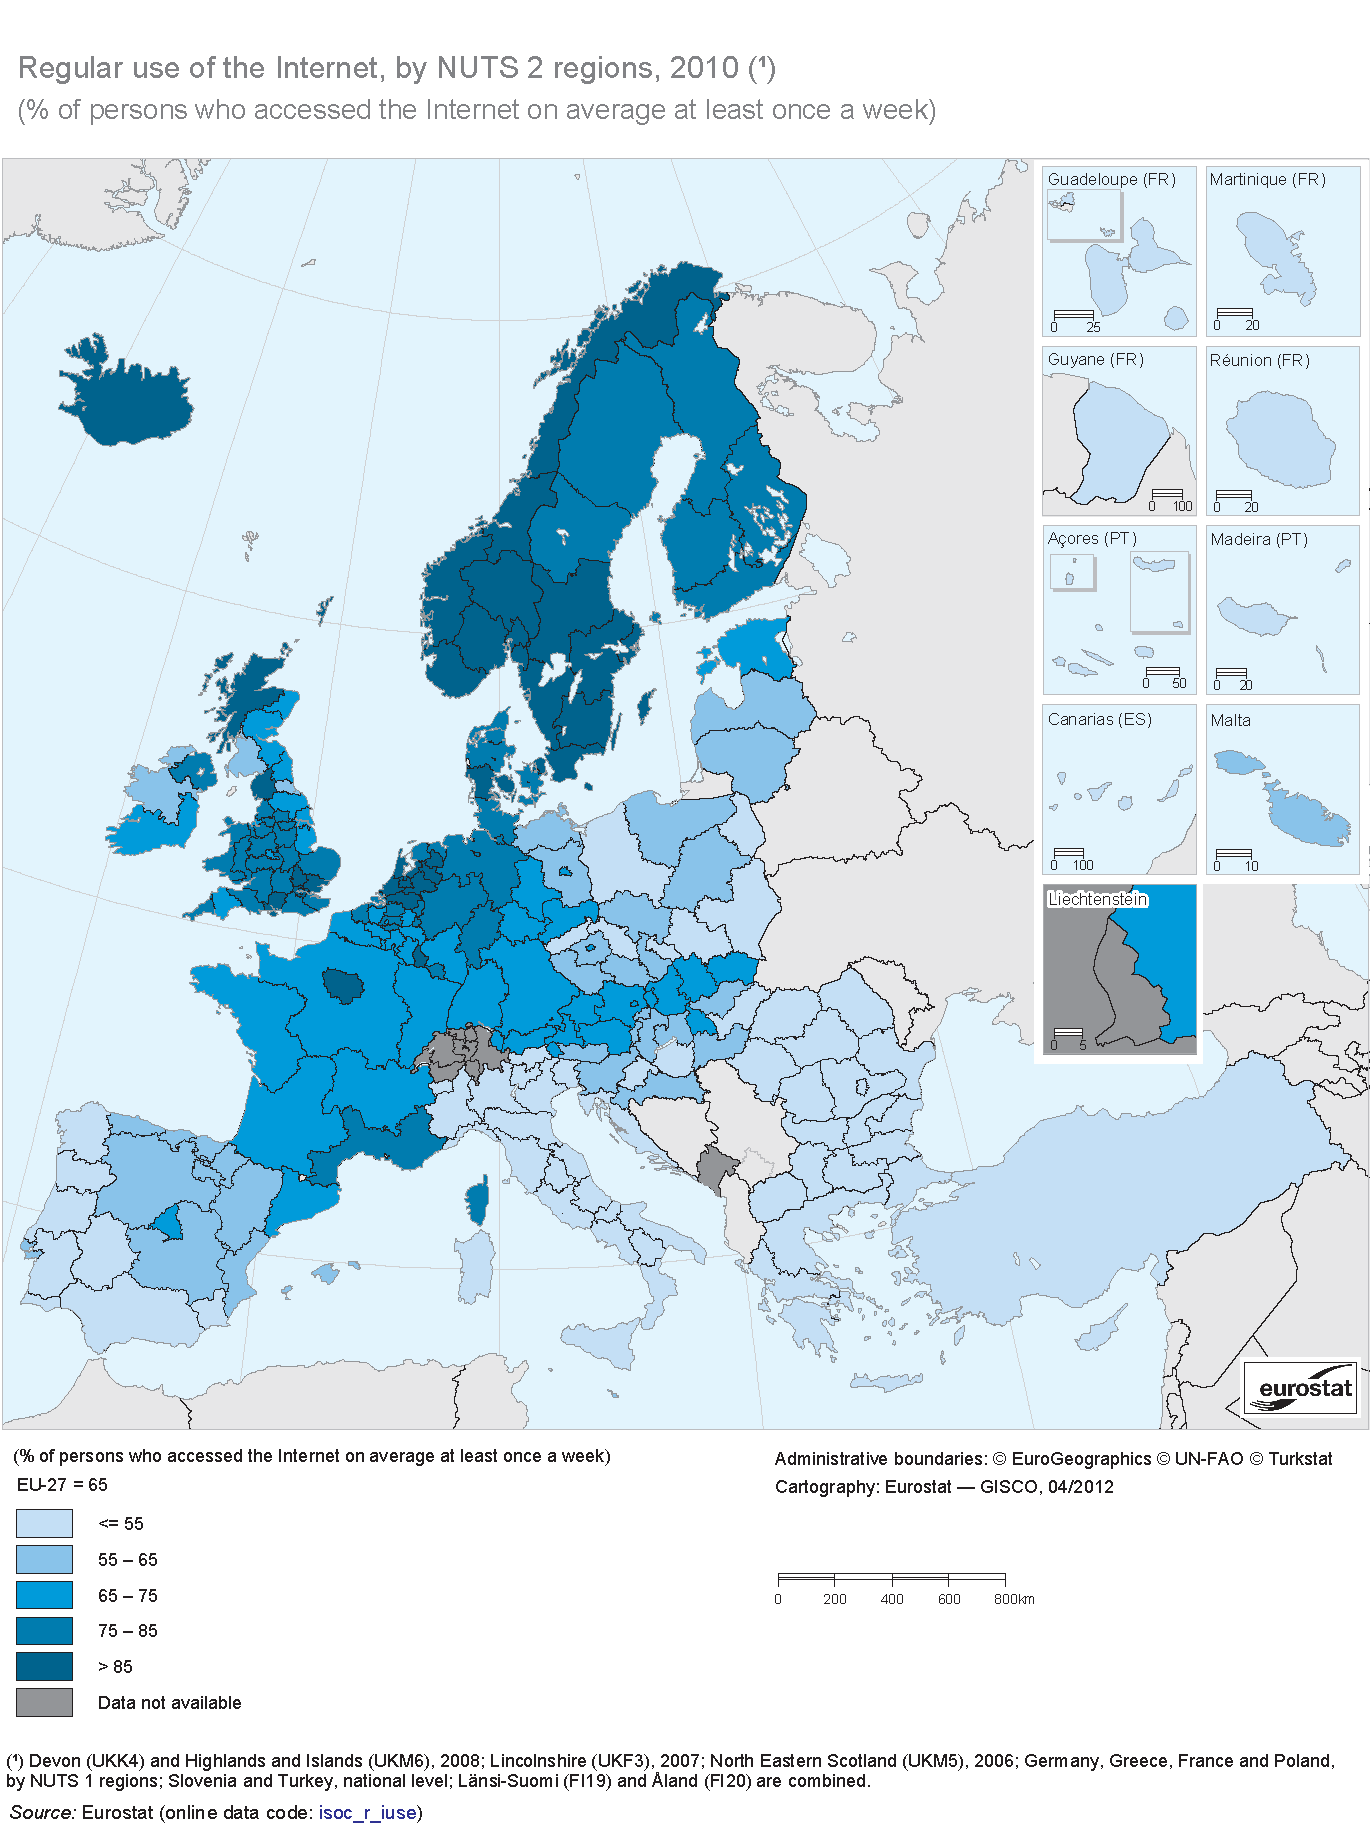 Regular use of the Internet, by NUTS 2 regions, 2010 (¹)
(% of persons who accessed the Internet on average at least once a week)
Guadeloupe (FR)
0 25
Martinique (FR)
0 20
Guyane (FR)
0 100
Réunion (FR)
0 20
Açores (PT)
0 50
Madeira (PT)
0 20
Canarias (ES)
0 100
Malta
0 10
Liechtenstein
0 5
eurostat
(% of persons who accessed the Internet on average at least once a week)
EU-27 = 65
<= 55
55 – 65
65 – 75
75 – 85
> 85
Data not available
Administrative boundaries: © EuroGeographics © UN-FAO © Turkstat
Cartography: Eurostat — GISCO, 04/2012
0 200 400 600 800km
(¹) Devon (UKK4) and Highlands and Islands (UKM6), 2008; Lincolnshire (UKF3), 2007; North Eastern Scotland (UKM5), 2006; Germany, Greece, France and Poland,
by NUTS 1 regions; Slovenia and Turkey, national level; Länsi-Suomi (FI19) and Åland (FI20) are combined.
Source: Eurostat (online data code: isoc_r_iuse)